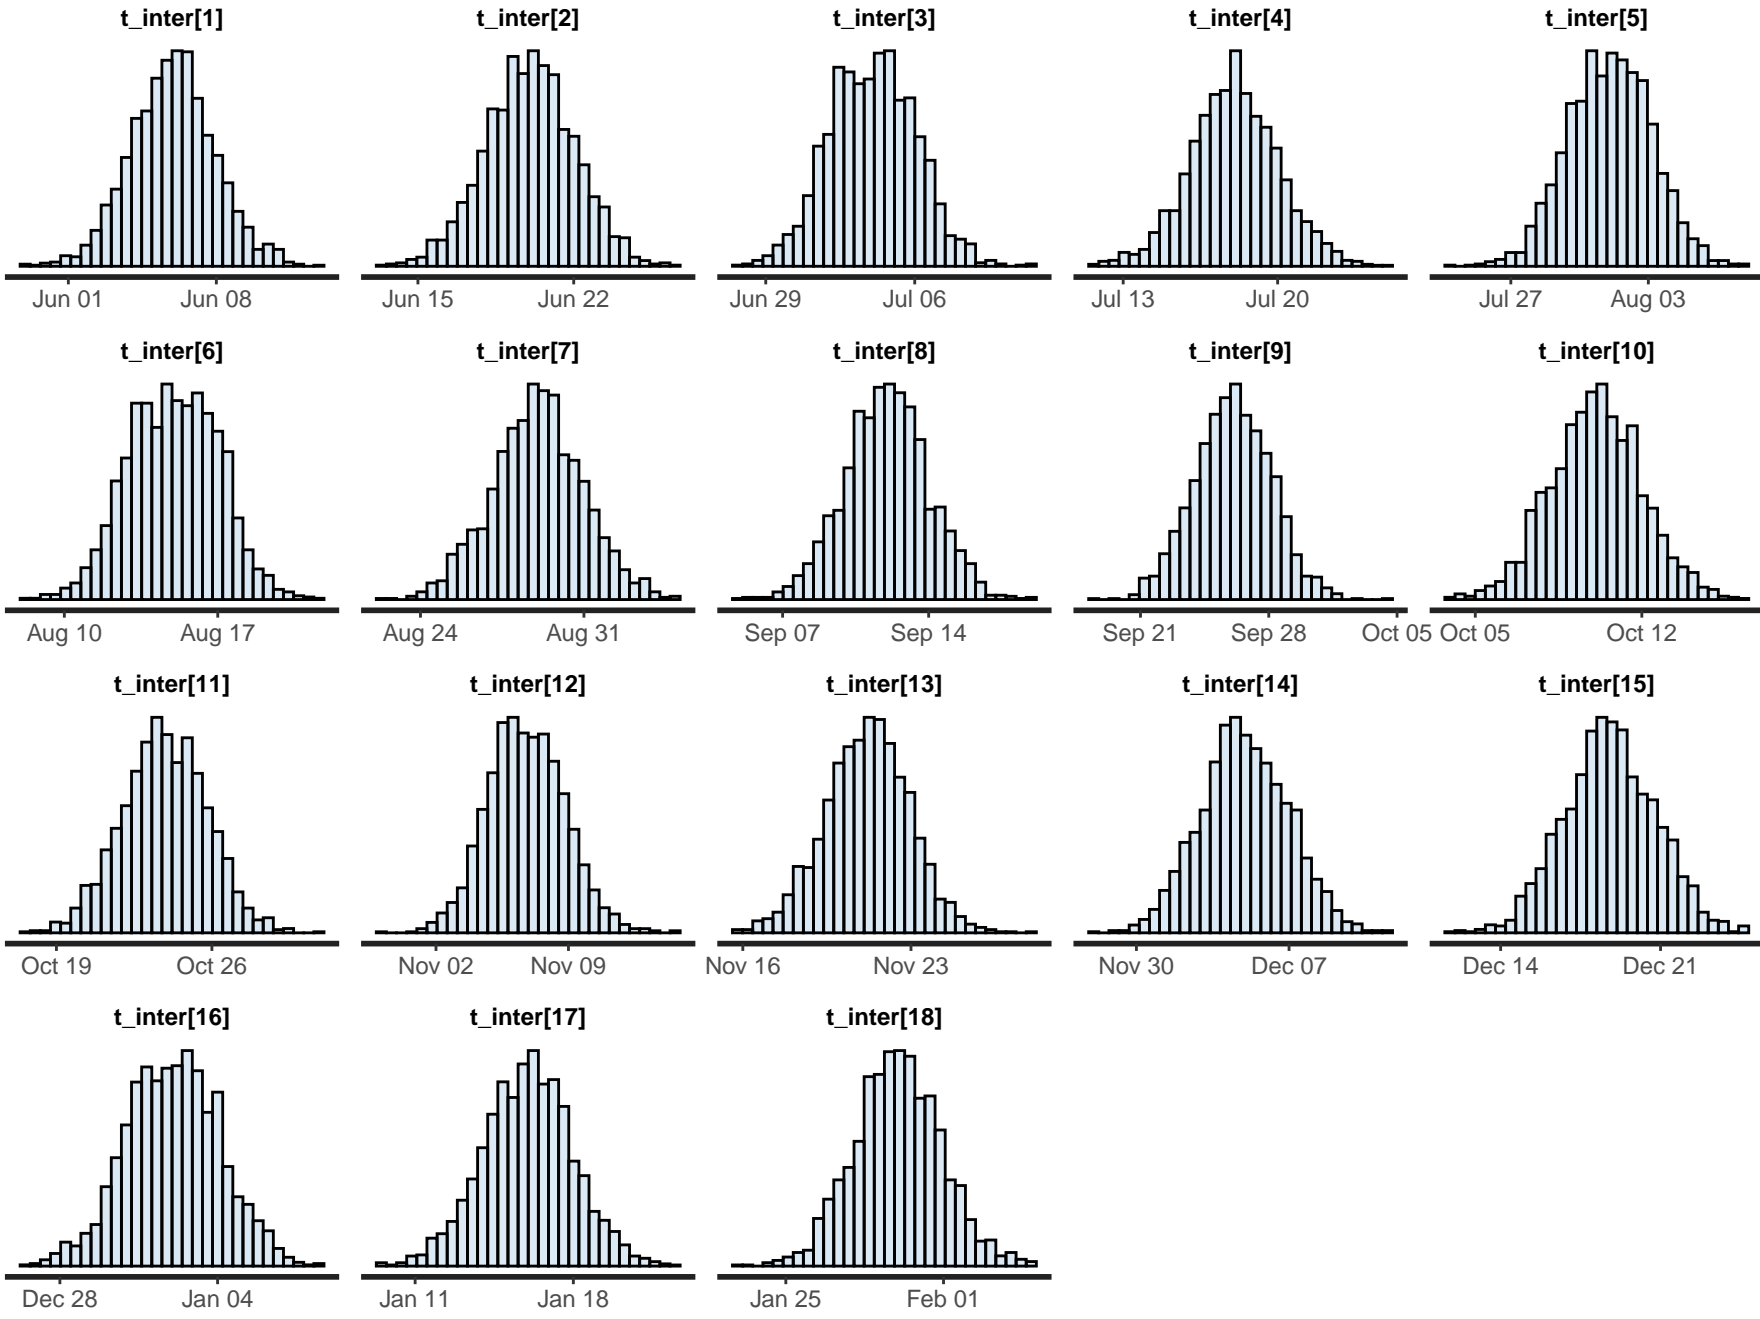 t_inter[1] t_inter[2] t_inter[3] t_inter[4] t_inter[5]
Jun 01 Jun 08 Jun 15 Jun 22 Jun 29 Jul 06 Jul 13 Jul 20 Jul 27 Aug 03
t_inter[6] t_inter[7] t_inter[8] t_inter[9] t_inter[10]
Aug 10 Aug 17 Aug 24 Aug 31 Sep 07 Sep 14 Sep 21 Sep 28 Oct 05 Oct 05 Oct 12
t_inter[11] t_inter[12] t_inter[13] t_inter[14] t_inter[15]
Oct 19 Oct 26 Nov 02 Nov 09 Nov 16 Nov 23 Nov 30 Dec 07 Dec 14 Dec 21
t_inter[16] t_inter[17] t_inter[18]
Dec 28 Jan 04 Jan 11 Jan 18 Jan 25 Feb 01